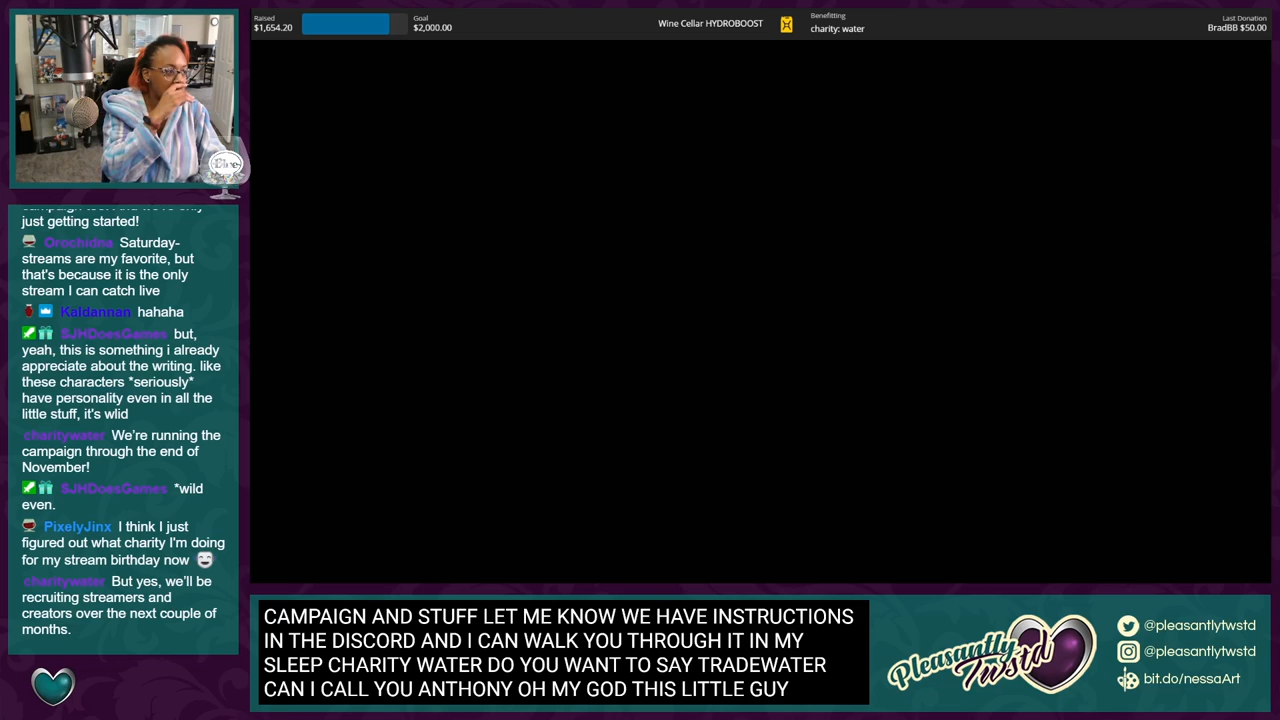 Raised
$1,654.20
Goal
$2,000.00
Wine Cellar HYDROBOOST
Benefitting
charity: water
Last Donation
BradBB $50.00
just getting started!
Orochidna Saturday-
streams are my favorite, but
that's because it is the only
stream I can catch live
Kaldannan hahaha
SJHDoesGames but,
yeah, this is something i already
appreciate about the writing. like
these characters *seriously*
have personality even in all the
little stuff, it's wlid
charitywater We're running the
campaign through the end of
November!
SJHDoesGames *wild
even.
PixelyJinx I think I just
figured out what charity I'm doing
for my stream birthday now
charitywater But yes, we'll be
recruiting streamers and
creators over the next couple of
months.
CAMPAIGN AND STUFF LET ME KNOW WE HAVE INSTRUCTIONS
IN THE DISCORD AND I CAN WALK YOU THROUGH IT IN MY
SLEEP CHARITY WATER DO YOU WANT TO SAY TRADEWATER
CAN I CALL YOU ANTHONY OH MY GOD THIS LITTLE GUY
Pleasantly
Twstd
@pleasantlytwstd
@pleasantlytwstd
bit.do/nessaArt